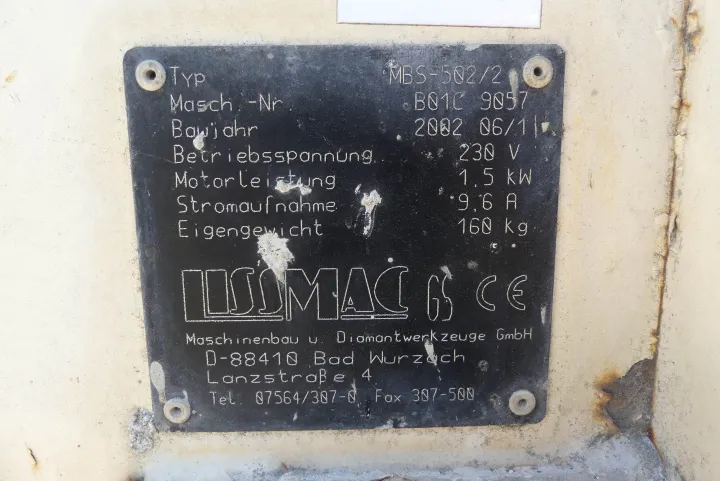 Typ MBS-502/2
Masch.-Nr. B01C 9057
Baujahr 2002 06/1
Betriebsspannung 230 V
Motorleistung 1.5 kW
Stromaufnahme 9.6 A
Eigengewicht 160 kg
LISSMAC GS CE
Maschinenbau u. Diamantwerkzeuge GmbH
D-88410 Bad Wurzach
Lanzstraße 4
Tel. 07564/307-0 Fax 307-500